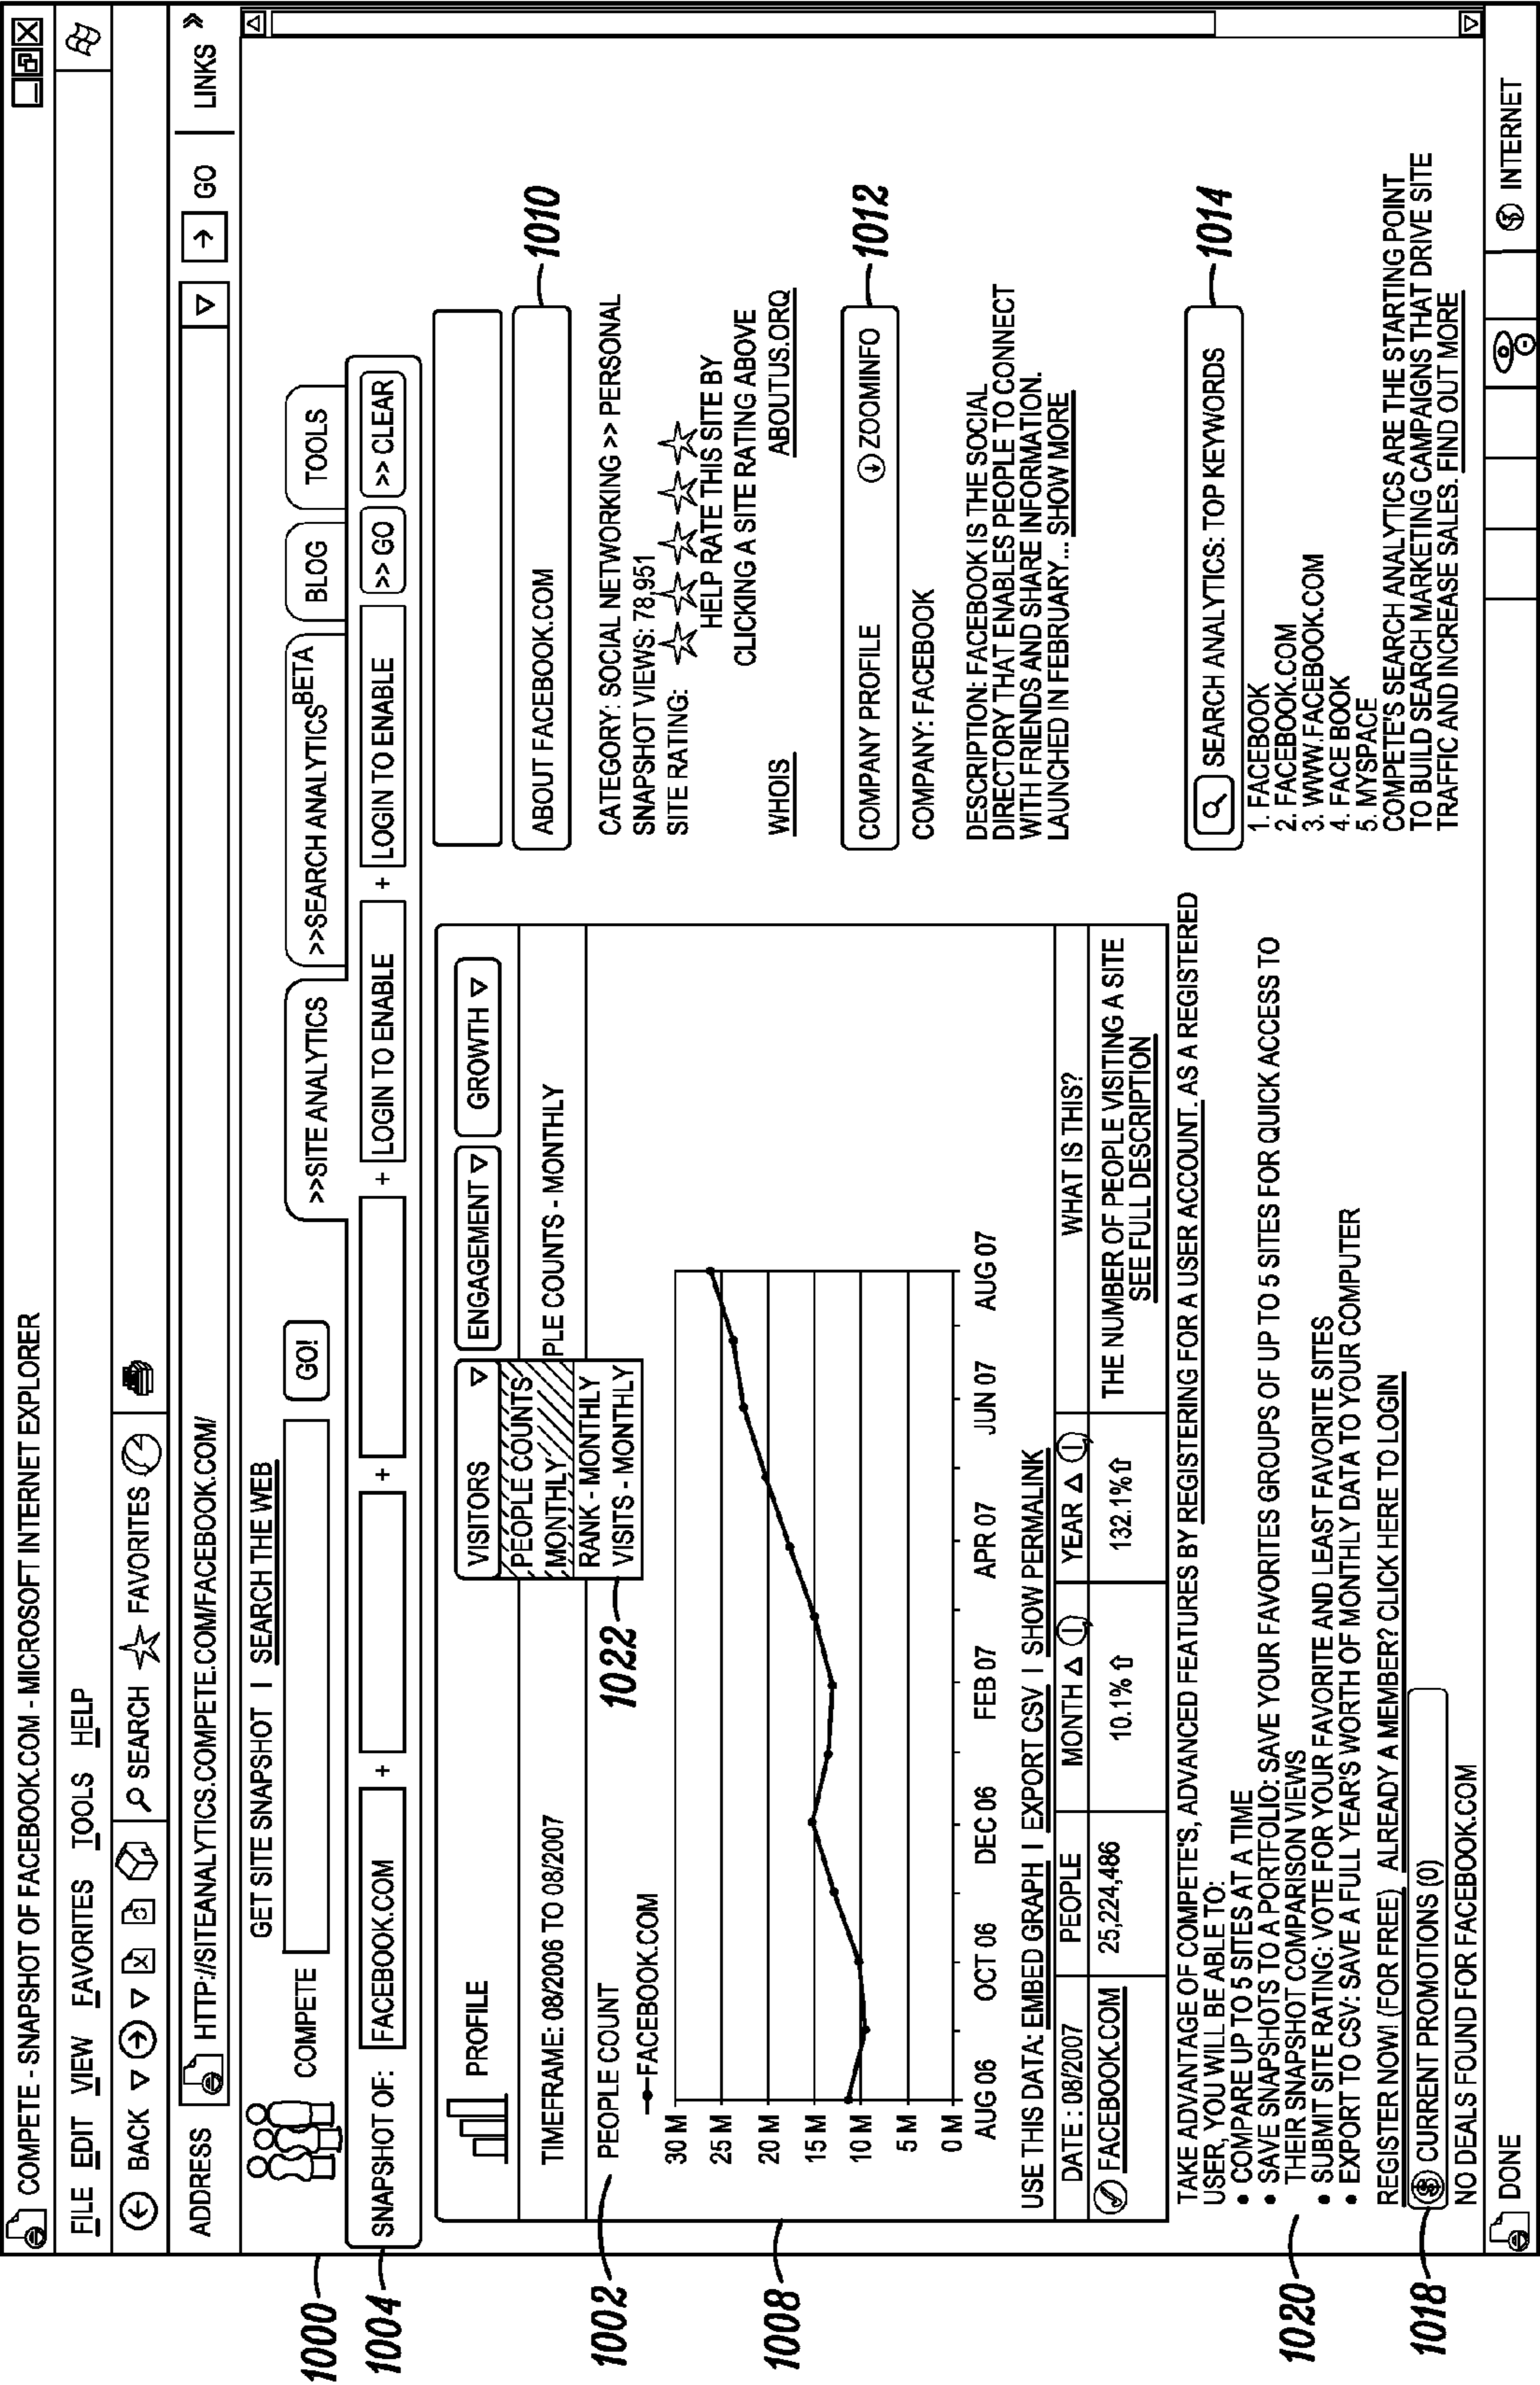 COMPETE - SNAPSHOT OF FACEBOOK.COM - MICROSOFT INTERNET EXPLORER
FILE EDIT VIEW FAVORITES TOOLS HELP
BACK SEARCH FAVORITES
ADDRESS HTTP://SITEANALYTICS.COMPETE.COM/FACEBOOK.COM/ GO LINKS »
GET SITE SNAPSHOT | SEARCH THE WEB
1000
COMPETE GO! >>SITE ANALYTICS >>SEARCH ANALYTICS BETA BLOG TOOLS
1004
SNAPSHOT OF: FACEBOOK.COM + + + LOGIN TO ENABLE + LOGIN TO ENABLE >> GO >> CLEAR
PROFILE VISITORS ENGAGEMENT GROWTH
PEOPLE COUNTS
MONTHLY
RANK - MONTHLY
VISITS - MONTHLY
1022
TIMEFRAME: 08/2006 TO 08/2007 PLE COUNTS - MONTHLY
1002
PEOPLE COUNT
FACEBOOK.COM
30 M
25 M
20 M
15 M
10 M
5 M
0 M
AUG 06 OCT 06 DEC 06 FEB 07 APR 07 JUN 07 AUG 07
1008
USE THIS DATA: EMBED GRAPH | EXPORT CSV | SHOW PERMALINK
DATE : 08/2007 PEOPLE MONTH Δ YEAR Δ WHAT IS THIS?
FACEBOOK.COM 25,224,486 10.1% ⇧ 132.1% ⇧ THE NUMBER OF PEOPLE VISITING A SITE
SEE FULL DESCRIPTION
TAKE ADVANTAGE OF COMPETE'S, ADVANCED FEATURES BY REGISTERING FOR A USER ACCOUNT. AS A REGISTERED
USER, YOU WILL BE ABLE TO:
• COMPARE UP TO 5 SITES AT A TIME
• SAVE SNAPSHOTS TO A PORTFOLIO: SAVE YOUR FAVORITES GROUPS OF UP TO 5 SITES FOR QUICK ACCESS TO
THEIR SNAPSHOT COMPARISON VIEWS
• SUBMIT SITE RATING: VOTE FOR YOUR FAVORITE AND LEAST FAVORITE SITES
• EXPORT TO CSV: SAVE A FULL YEAR'S WORTH OF MONTHLY DATA TO YOUR COMPUTER
1020
REGISTER NOW! (FOR FREE) ALREADY A MEMBER? CLICK HERE TO LOGIN
1018
$ CURRENT PROMOTIONS (0)
NO DEALS FOUND FOR FACEBOOK.COM
ABOUT FACEBOOK.COM
1010
CATEGORY: SOCIAL NETWORKING >> PERSONAL
SNAPSHOT VIEWS: 78,951
SITE RATING:
HELP RATE THIS SITE BY
CLICKING A SITE RATING ABOVE
WHOIS ABOUTUS.ORQ
COMPANY PROFILE ZOOMINFO
1012
COMPANY: FACEBOOK
DESCRIPTION: FACEBOOK IS THE SOCIAL
DIRECTORY THAT ENABLES PEOPLE TO CONNECT
WITH FRIENDS AND SHARE INFORMATION.
LAUNCHED IN FEBRUARY... SHOW MORE
SEARCH ANALYTICS: TOP KEYWORDS
1014
1. FACEBOOK
2. FACEBOOK.COM
3. WWW.FACEBOOK.COM
4. FACE BOOK
5. MYSPACE
COMPETE'S SEARCH ANALYTICS ARE THE STARTING POINT
TO BUILD SEARCH MARKETING CAMPAIGNS THAT DRIVE SITE
TRAFFIC AND INCREASE SALES. FIND OUT MORE
DONE INTERNET